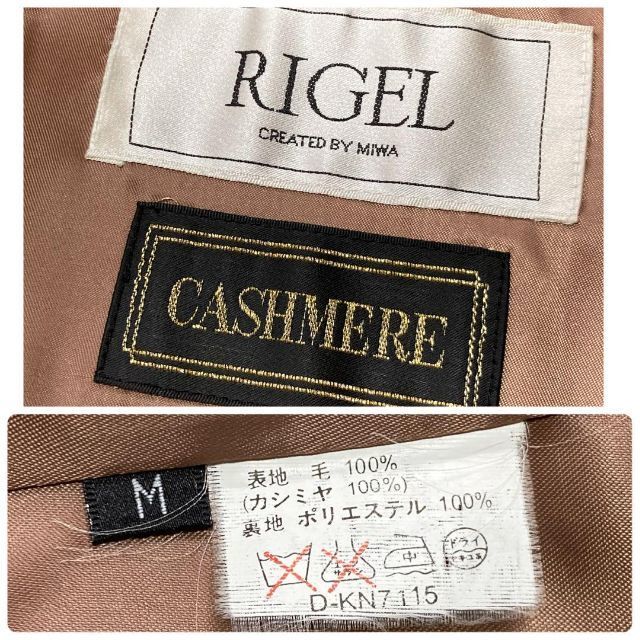 RIGEL
CREATED BY MIWA
CASHMERE
M
表地 毛 100%
(カシミヤ 100%)
裏地 ポリエステル 100%
中
ドライ
D-KN7115